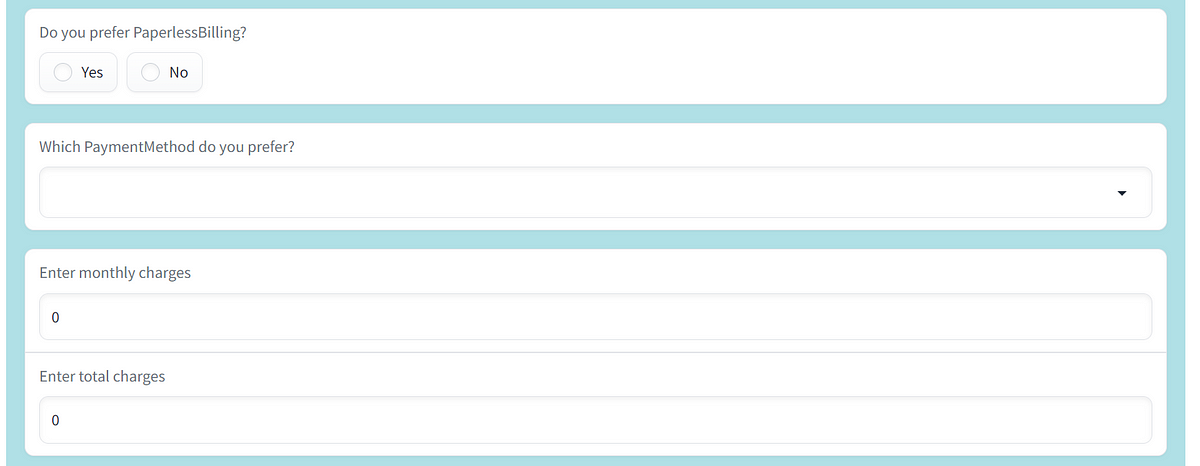 Do you prefer PaperlessBilling?
Yes No
Which PaymentMethod do you prefer?
Enter monthly charges
0
Enter total charges
0